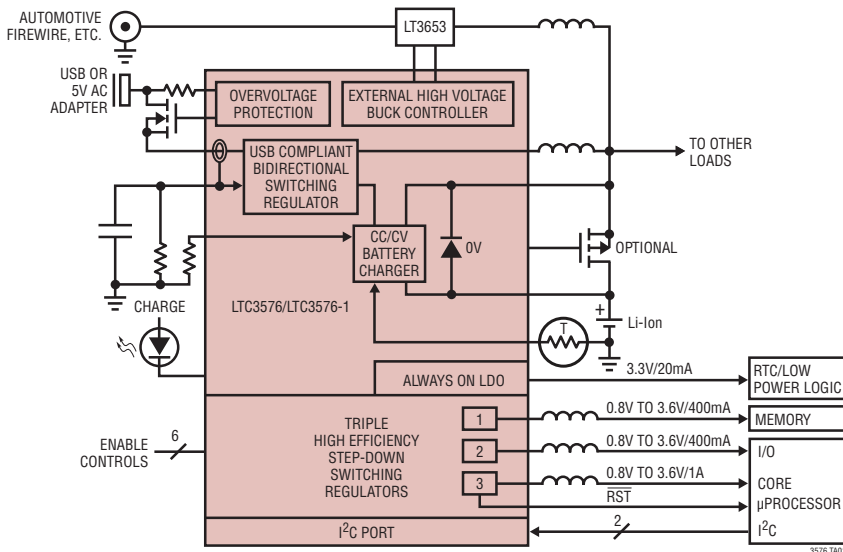 AUTOMOTIVE
FIREWIRE, ETC.
LT3653
USB OR
5V AC
ADAPTER
OVERVOLTAGE
PROTECTION
EXTERNAL HIGH VOLTAGE
BUCK CONTROLLER
USB COMPLIANT
BIDIRECTIONAL
SWITCHING
REGULATOR
TO OTHER
LOADS
CC/CV
BATTERY
CHARGER
0V
OPTIONAL
LTC3576/LTC3576-1
CHARGE
T
+
Li-Ion
ALWAYS ON LDO
3.3V/20mA
RTC/LOW
POWER LOGIC
TRIPLE
HIGH EFFICIENCY
STEP-DOWN
SWITCHING
REGULATORS
1
0.8V TO 3.6V/400mA
MEMORY
ENABLE
CONTROLS
6
2
0.8V TO 3.6V/400mA
I/O
3
0.8V TO 3.6V/1A
CORE
RST
µPROCESSOR
I2C PORT
2
I2C
3576 TA01